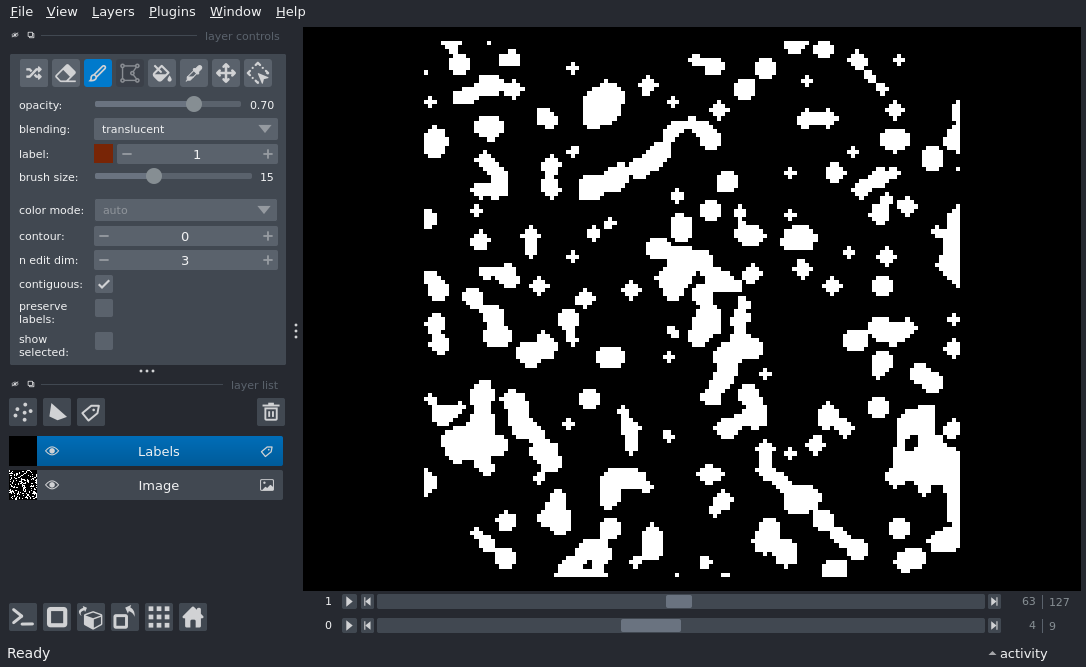 File View Layers Plugins Window Help
layer controls
opacity: 0.70
blending: translucent
label: 1
brush size: 15
color mode: auto
contour: 0
n edit dim: 3
contiguous:
preserve
labels:
show
selected:
layer list
Labels
Image
1 63 127
0 4 9
Ready activity